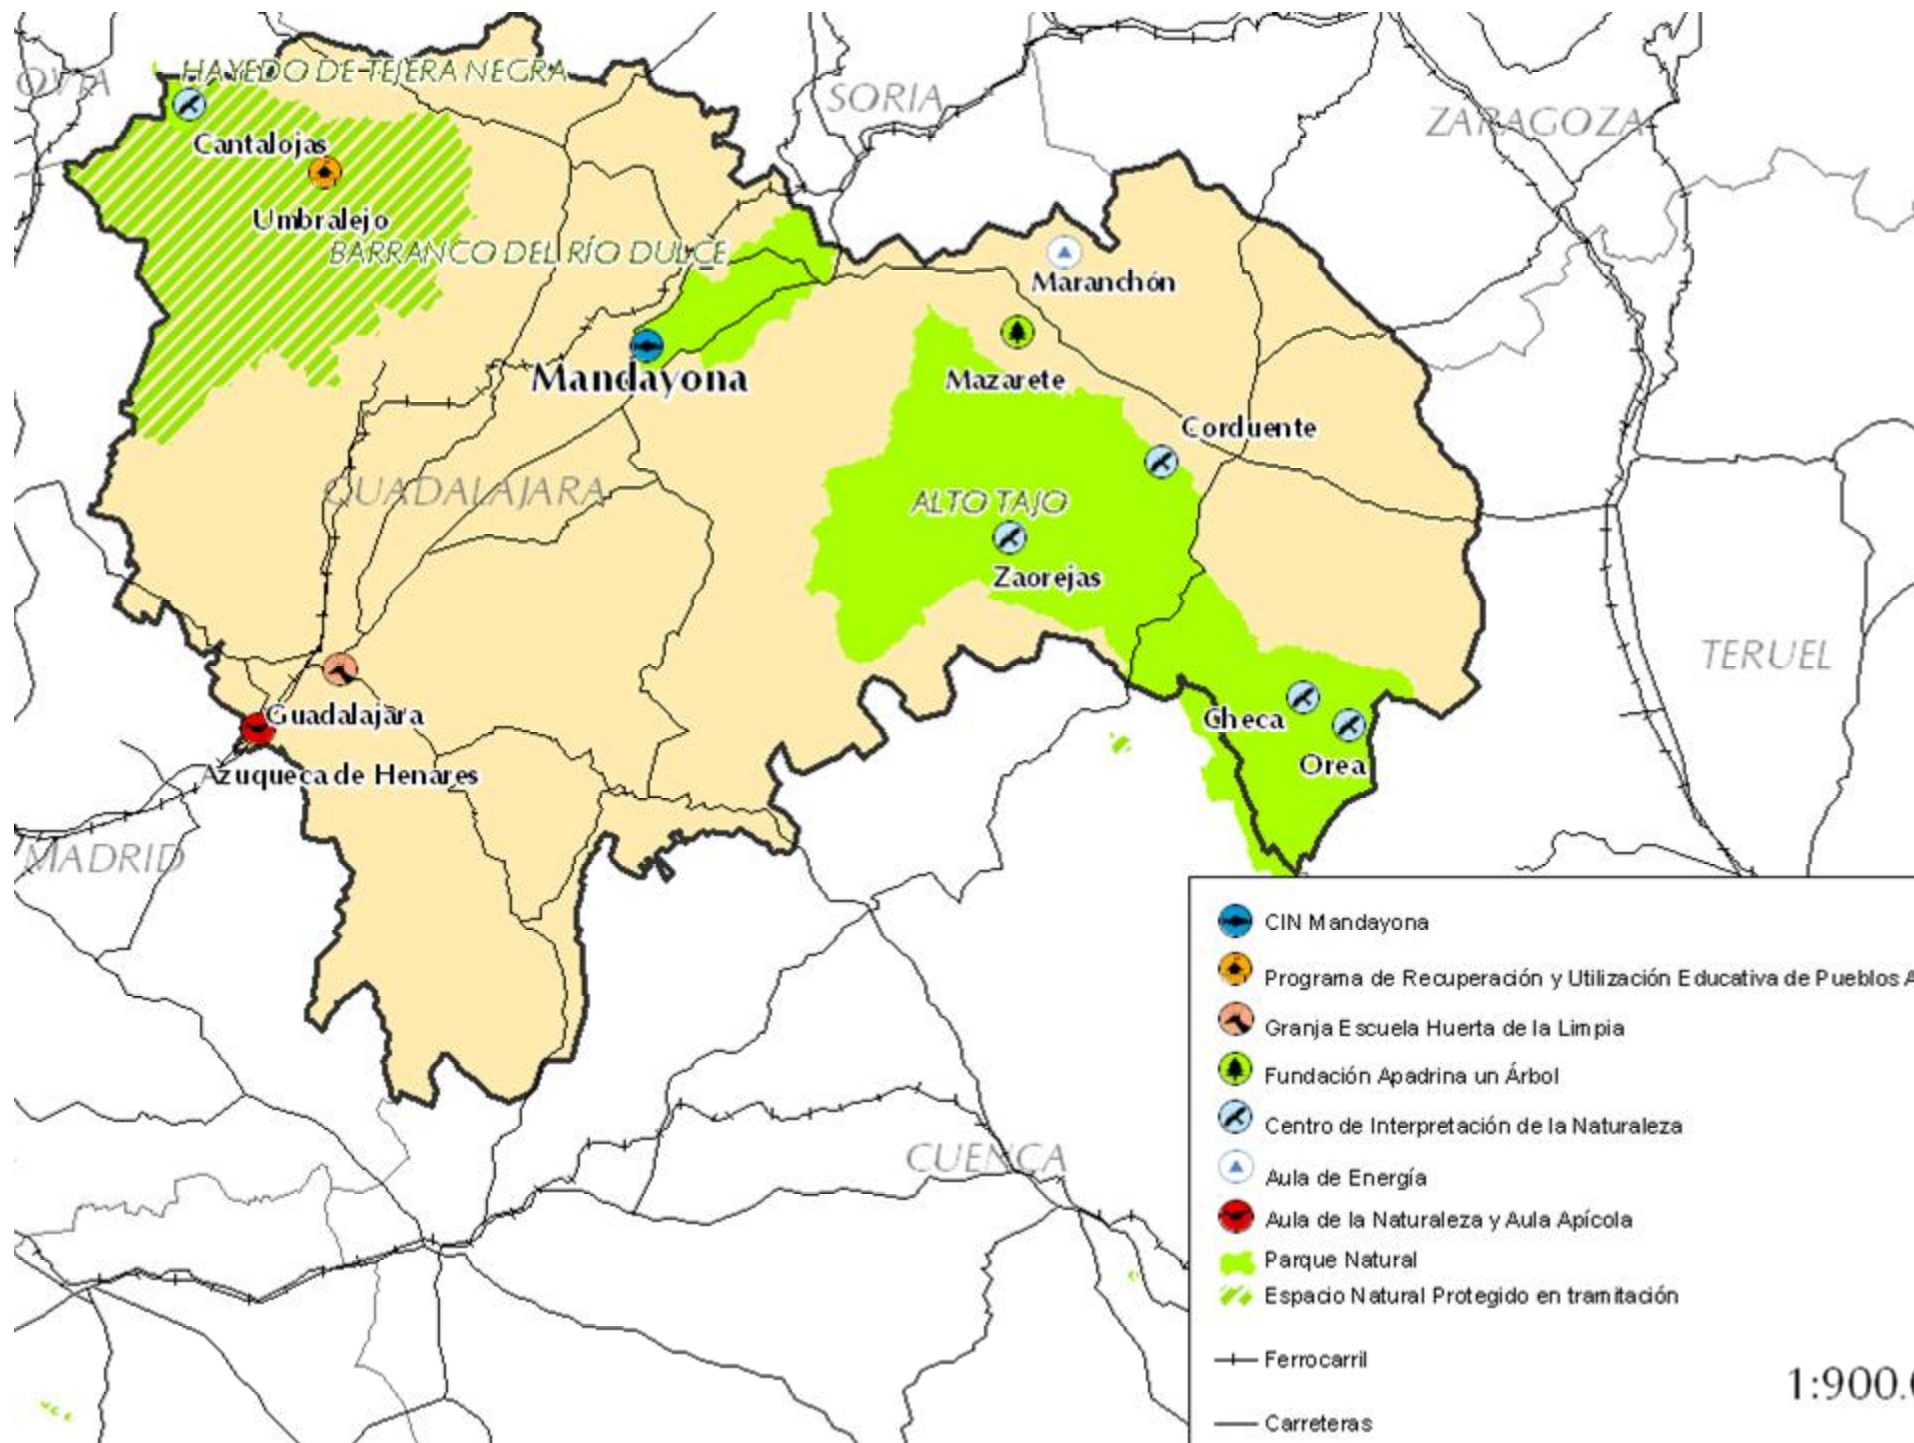 HAYEDO DE TEJERA NEGRA
OVIA
SORIA
ZARAGOZA
Cantalojas
Umbralejo
BARRANCO DEL RÍO DULCE
Maranchón
Mandayona
Mazarete
Corduente
GUADALAJARA
ALTO TAJO
Zaorejas
TERUEL
Guadalajara
Checa
Orea
Azuqueca de Henares
MADRID
CUENCA
CIN Mandayona
Programa de Recuperación y Utilización Educativa de Pueblos A
Granja Escuela Huerta de la Limpia
Fundación Apadrina un Árbol
Centro de Interpretación de la Naturaleza
Aula de Energía
Aula de la Naturaleza y Aula Apícola
Parque Natural
Espacio Natural Protegido en tramitación
Ferrocarril
1:900.
Carreteras